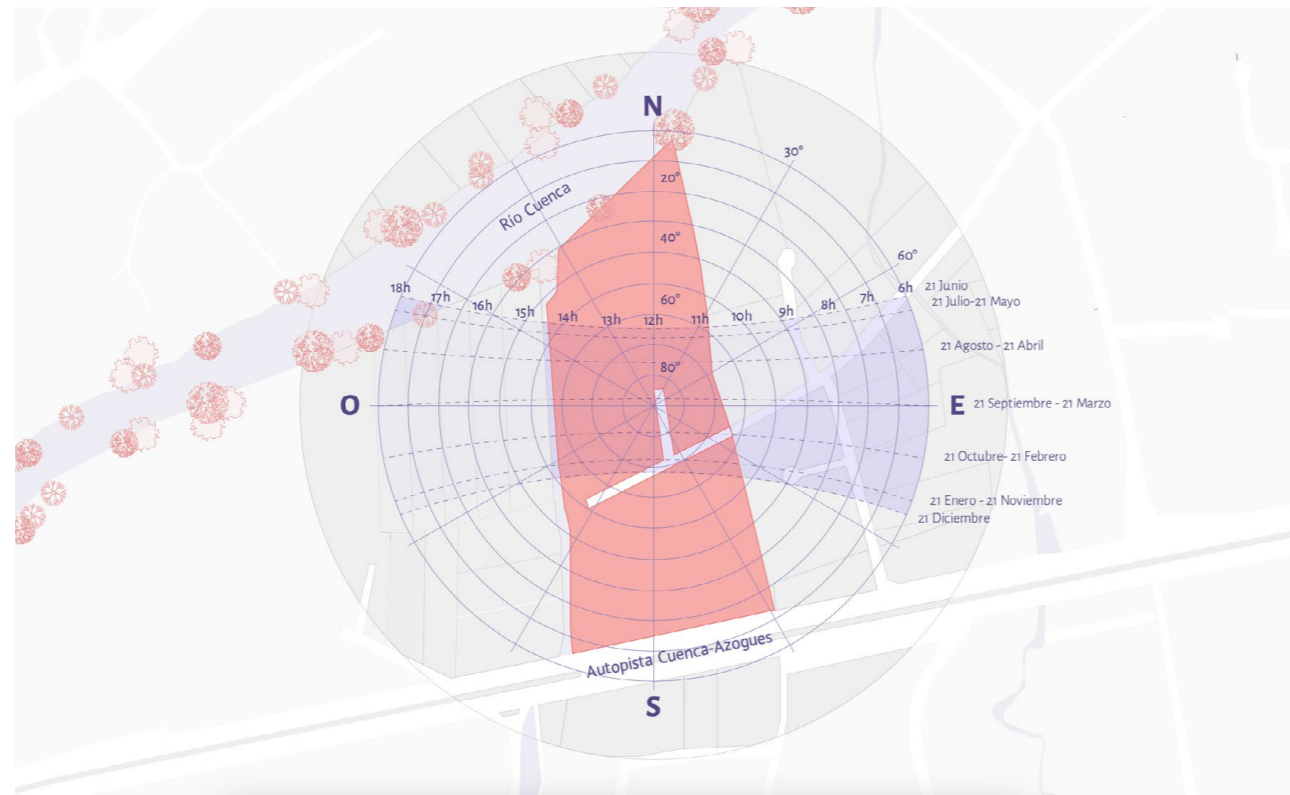 N
30°
20°
Río Cuenca
40°
60°
18h
17h
16h
15h
14h
13h
12h
11h
10h
9h
8h
7h
6h
60°
21 Junio
21 Julio-21 Mayo
21 Agosto - 21 Abril
80°
O
E
21 Septiembre - 21 Marzo
21 Octubre- 21 Febrero
21 Enero - 21 Noviembre
21 Diciembre
Autopista Cuenca-Azogues
S